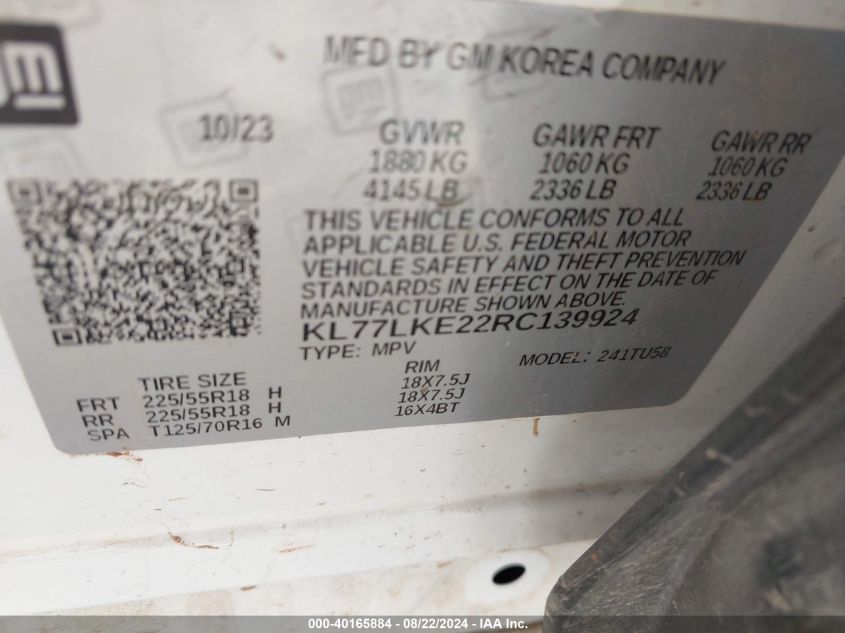 MFD BY GM KOREA COMPANY
10/23 GVWR GAWR FRT GAWR RR
1880 KG 1060 KG 1060 KG
4145 LB 2336 LB 2336 LB
THIS VEHICLE CONFORMS TO ALL
APPLICABLE U.S. FEDERAL MOTOR
VEHICLE SAFETY AND THEFT PREVENTION
STANDARDS IN EFFECT ON THE DATE OF
MANUFACTURE SHOWN ABOVE.
KL77LKE22RC139924
TYPE: MPV MODEL: 241TU58
TIRE SIZE RIM
FRT 225/55R18 H 18X7.5J
RR 225/55R18 H 18X7.5J
SPA T125/70R16 M 16X4BT
000-40165884 - 08/22/2024 - IAA Inc.